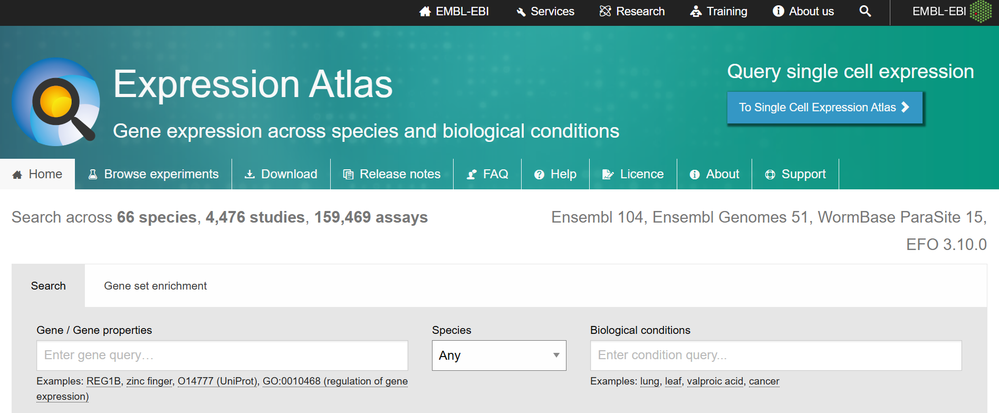 EMBL-EBI Services Research Training About us EMBL-EBI
Expression Atlas
Gene expression across species and biological conditions
Query single cell expression
To Single Cell Expression Atlas
Home Browse experiments Download Release notes FAQ Help Licence About Support
Search across 66 species, 4,476 studies, 159,469 assays
Ensembl 104, Ensembl Genomes 51, WormBase ParaSite 15,
EFO 3.10.0
Search Gene set enrichment
Gene / Gene properties
Enter gene query…
Examples: REG1B, zinc finger, O14777 (UniProt), GO:0010468 (regulation of gene
expression)
Species
Any
Biological conditions
Enter condition query...
Examples: lung, leaf, valproic acid, cancer